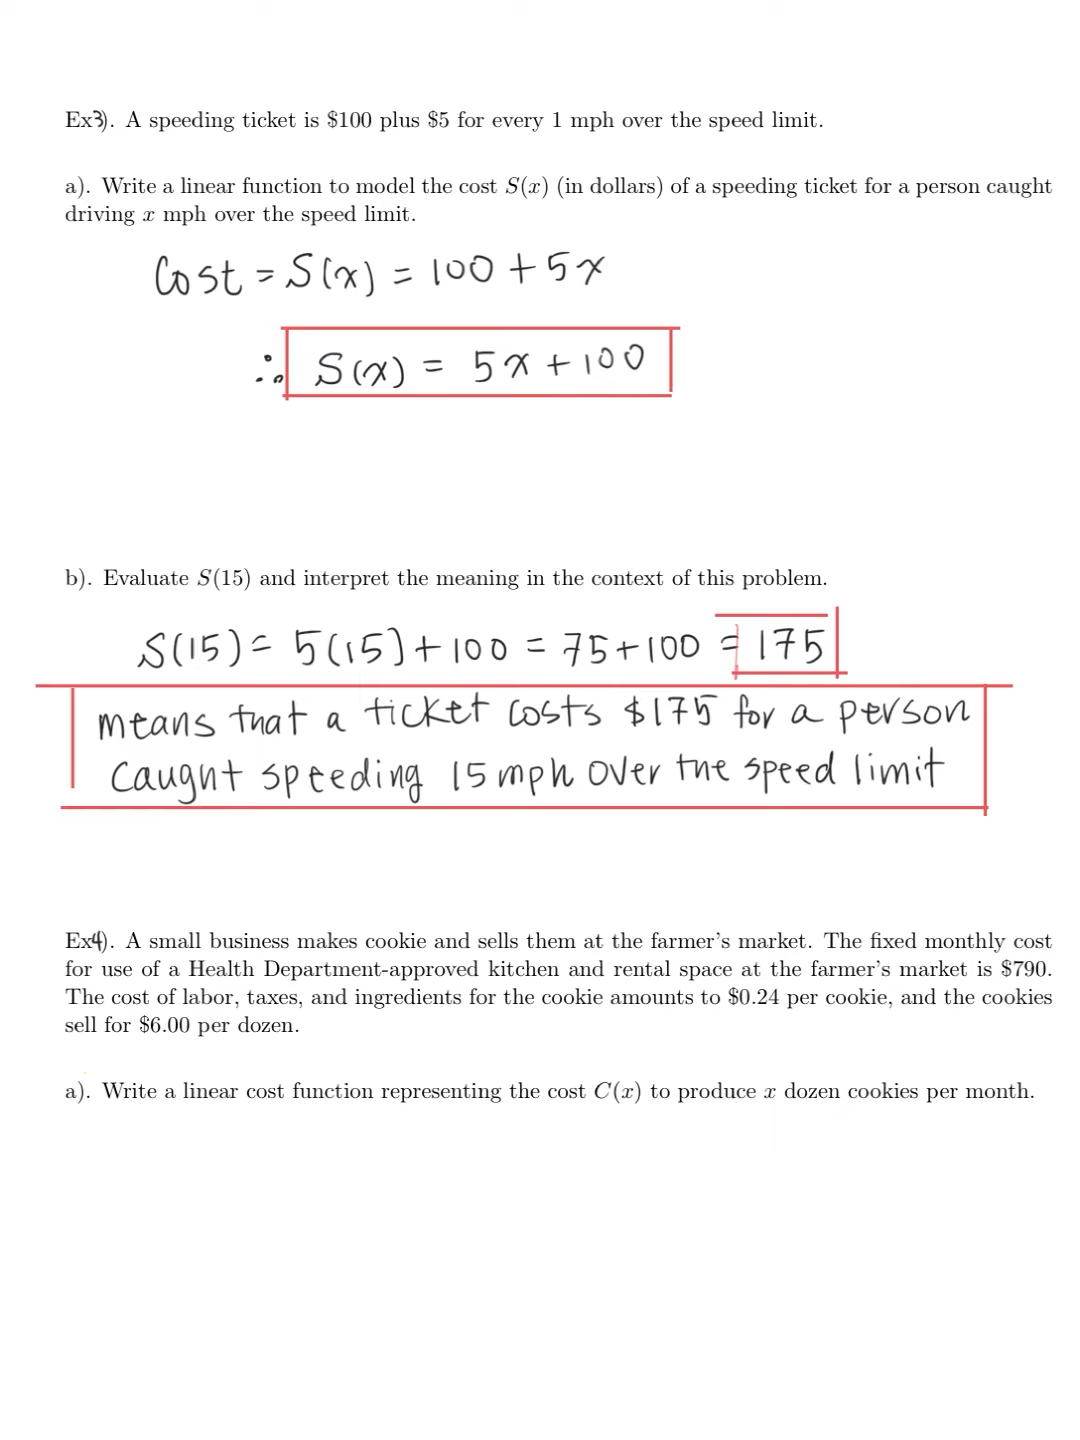 Ex3). A speeding ticket is $100 plus $5 for every 1 mph over the speed limit.
a). Write a linear function to model the cost S(x) (in dollars) of a speeding ticket for a person caught
driving x mph over the speed limit.
Cost = S(x) = 100 + 5x
∴ S(x) = 5x + 100
b). Evaluate S(15) and interpret the meaning in the context of this problem.
S(15) = 5(15) + 100 = 75 + 100 = 175
means that a ticket costs $175 for a person
caught speeding 15 mph over the speed limit
Ex4). A small business makes cookie and sells them at the farmer's market. The fixed monthly cost
for use of a Health Department-approved kitchen and rental space at the farmer's market is $790.
The cost of labor, taxes, and ingredients for the cookie amounts to $0.24 per cookie, and the cookies
sell for $6.00 per dozen.
a). Write a linear cost function representing the cost C(x) to produce x dozen cookies per month.